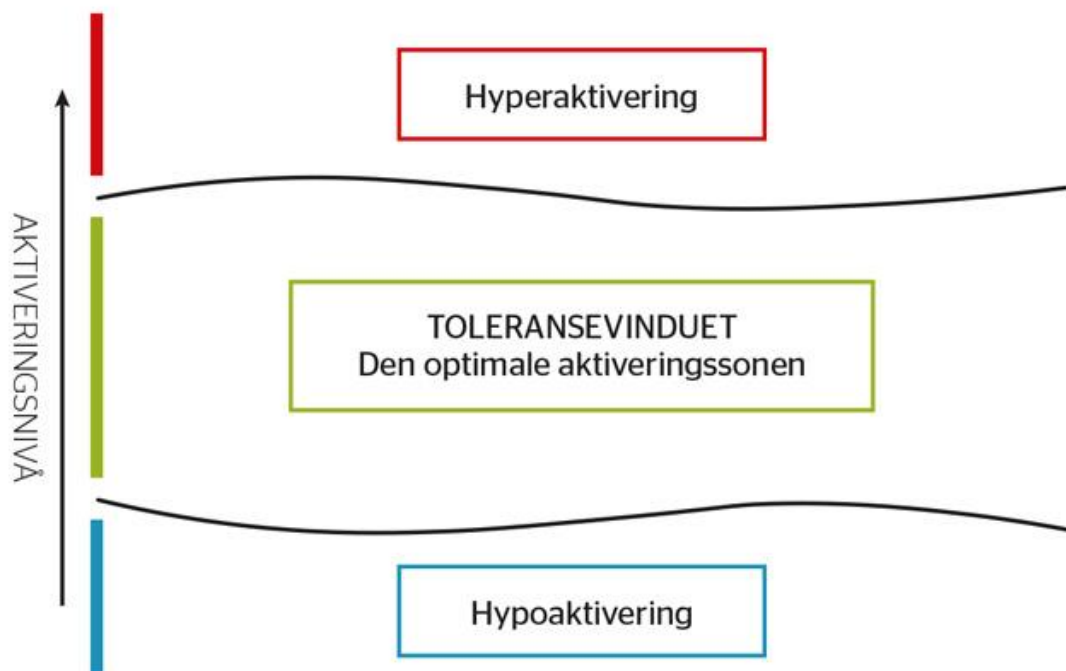 Hyperaktivering
AKTIVERINGSNIVÅ
TOLERANSEVINDUET
Den optimale aktiveringssonen
Hypoaktivering